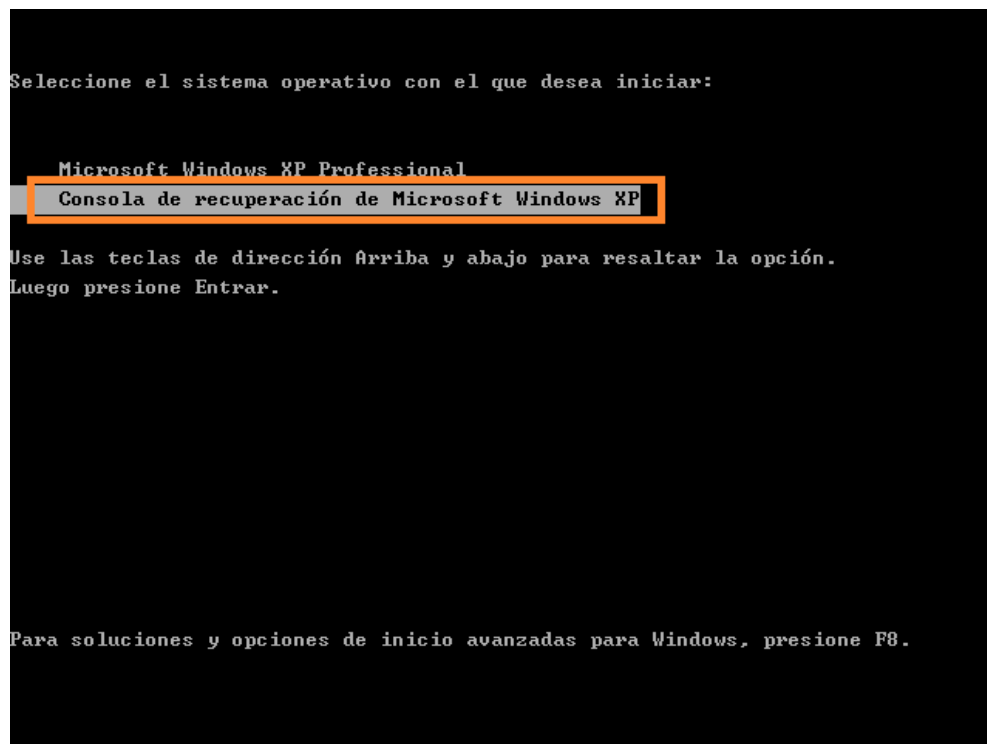 Seleccione el sistema operativo con el que desea iniciar:
Microsoft Windows XP Professional
Consola de recuperación de Microsoft Windows XP
Use las teclas de dirección Arriba y abajo para resaltar la opción.
Luego presione Entrar.
Para soluciones y opciones de inicio avanzadas para Windows, presione F8.